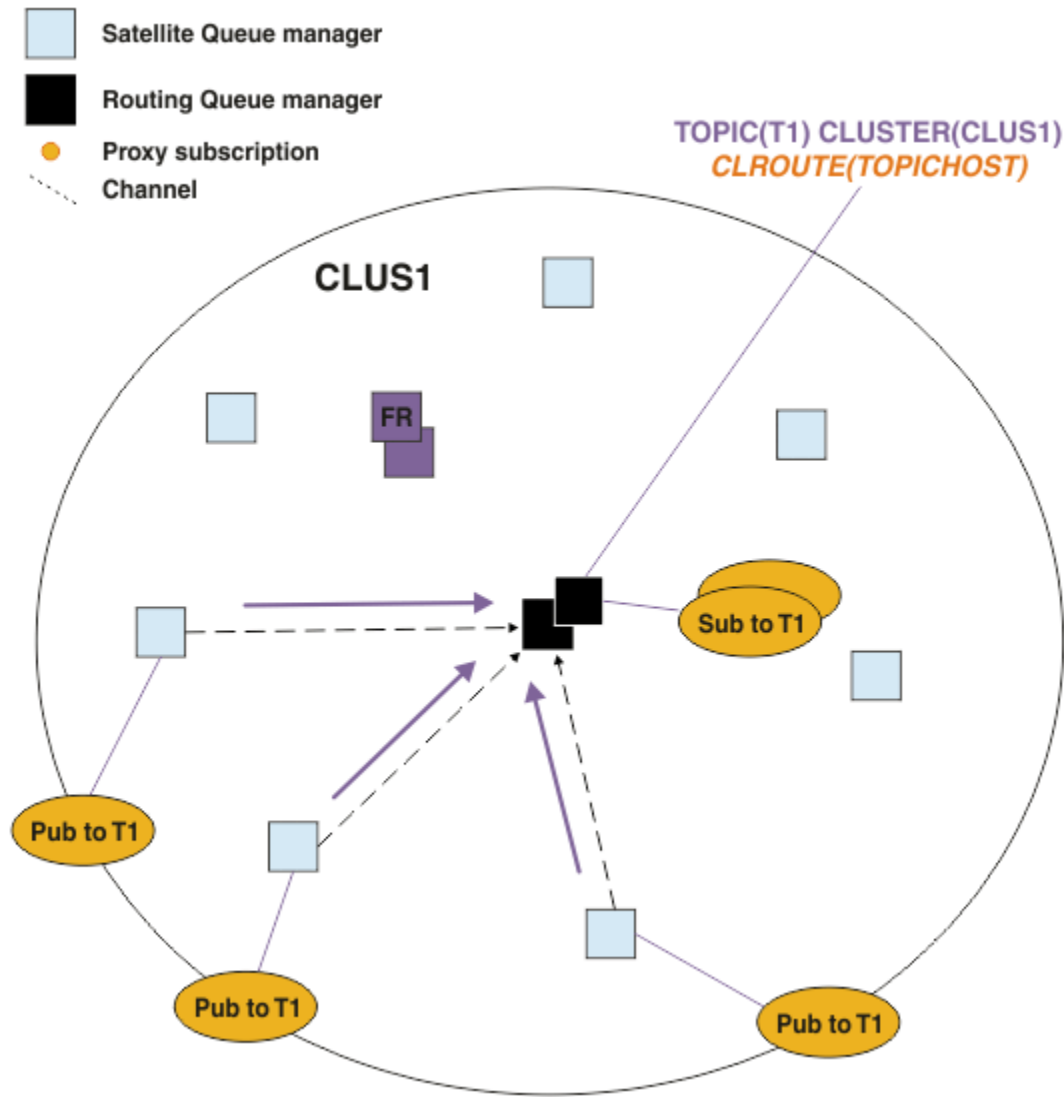 Satellite Queue manager
Routing Queue manager
Proxy subscription
Channel
TOPIC(T1) CLUSTER(CLUS1)
CLROUTE(TOPICHOST)
CLUS1
FR
Sub to T1
Pub to T1
Pub to T1
Pub to T1